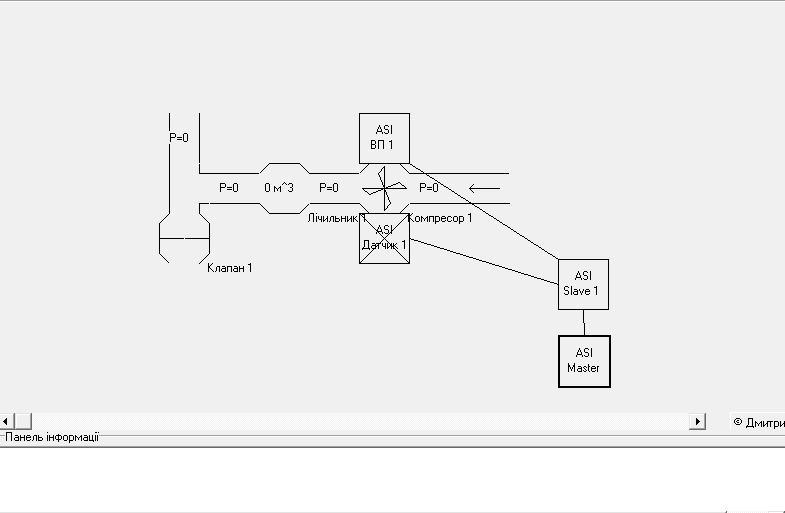 ASI
ВП 1
P=0
P=0
0 м^3
P=0
P=0
Лічильник 1
Компресор 1
ASI
Датчик 1
Клапан 1
ASI
Slave 1
ASI
Master
© Дмитри
Панель інформації